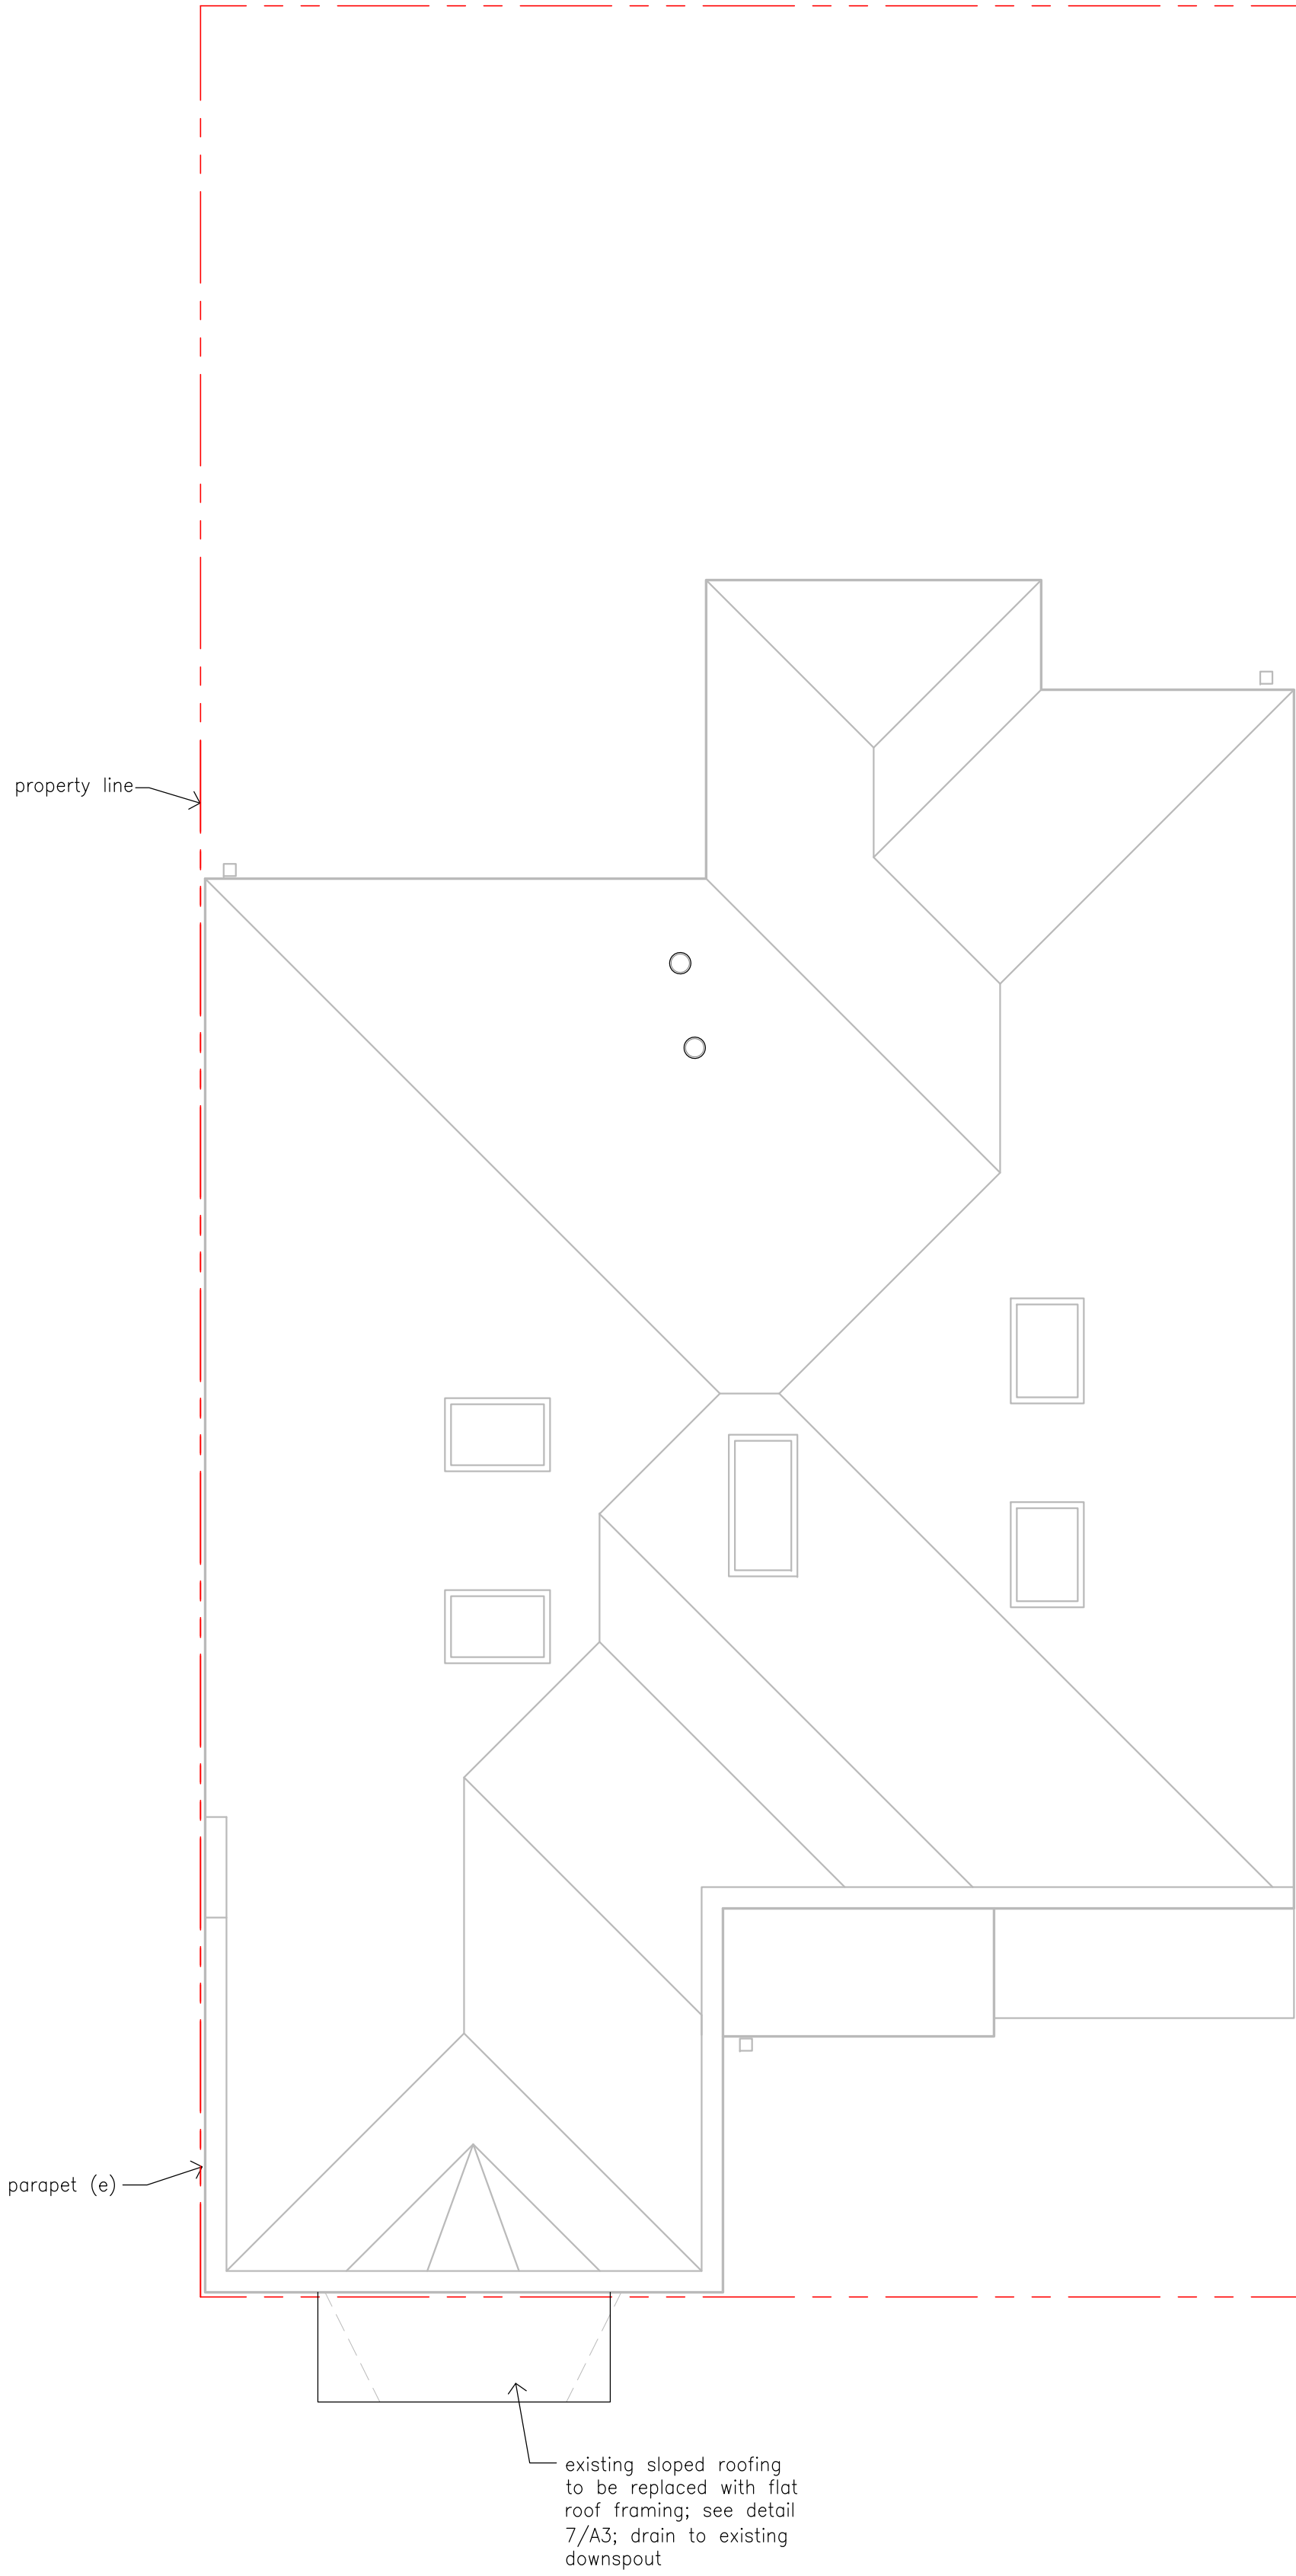 property line
parapet (e)
existing sloped roofing
to be replaced with flat
roof framing; see detail
7/A3; drain to existing
downspout